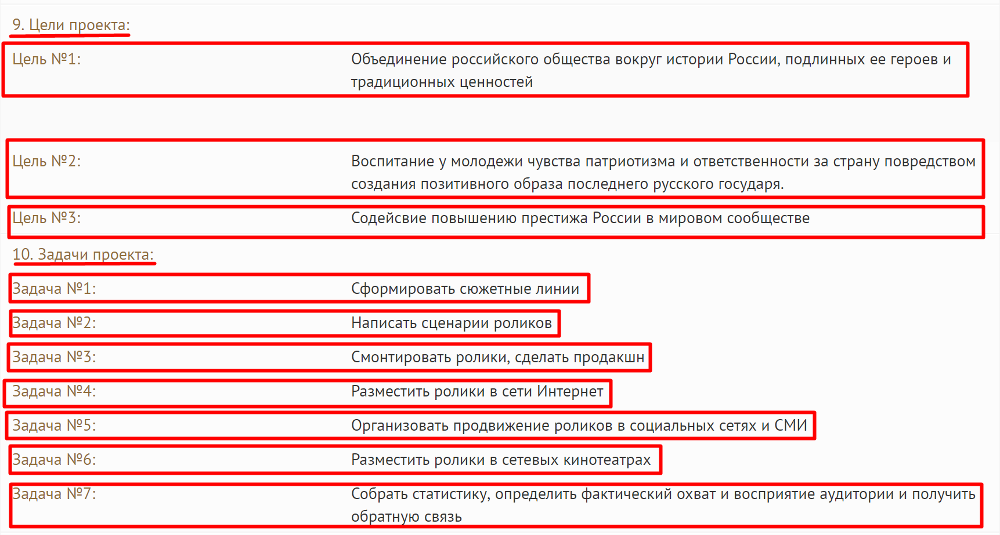 9. Цели проекта:
Цель №1: Объединение российского общества вокруг истории России, подлинных ее героев и
традиционных ценностей
Цель №2: Воспитание у молодежи чувства патриотизма и ответственности за страну повредством
создания позитивного образа последнего русского государя.
Цель №3: Содейсвие повышению престижа России в мировом сообществе
10. Задачи проекта:
Задача №1: Сформировать сюжетные линии
Задача №2: Написать сценарии роликов
Задача №3: Смонтировать ролики, сделать продакшн
Задача №4: Разместить ролики в сети Интернет
Задача №5: Организовать продвижение роликов в социальных сетях и СМИ
Задача №6: Разместить ролики в сетевых кинотеатрах
Задача №7: Собрать статистику, определить фактический охват и восприятие аудитории и получить
обратную связь